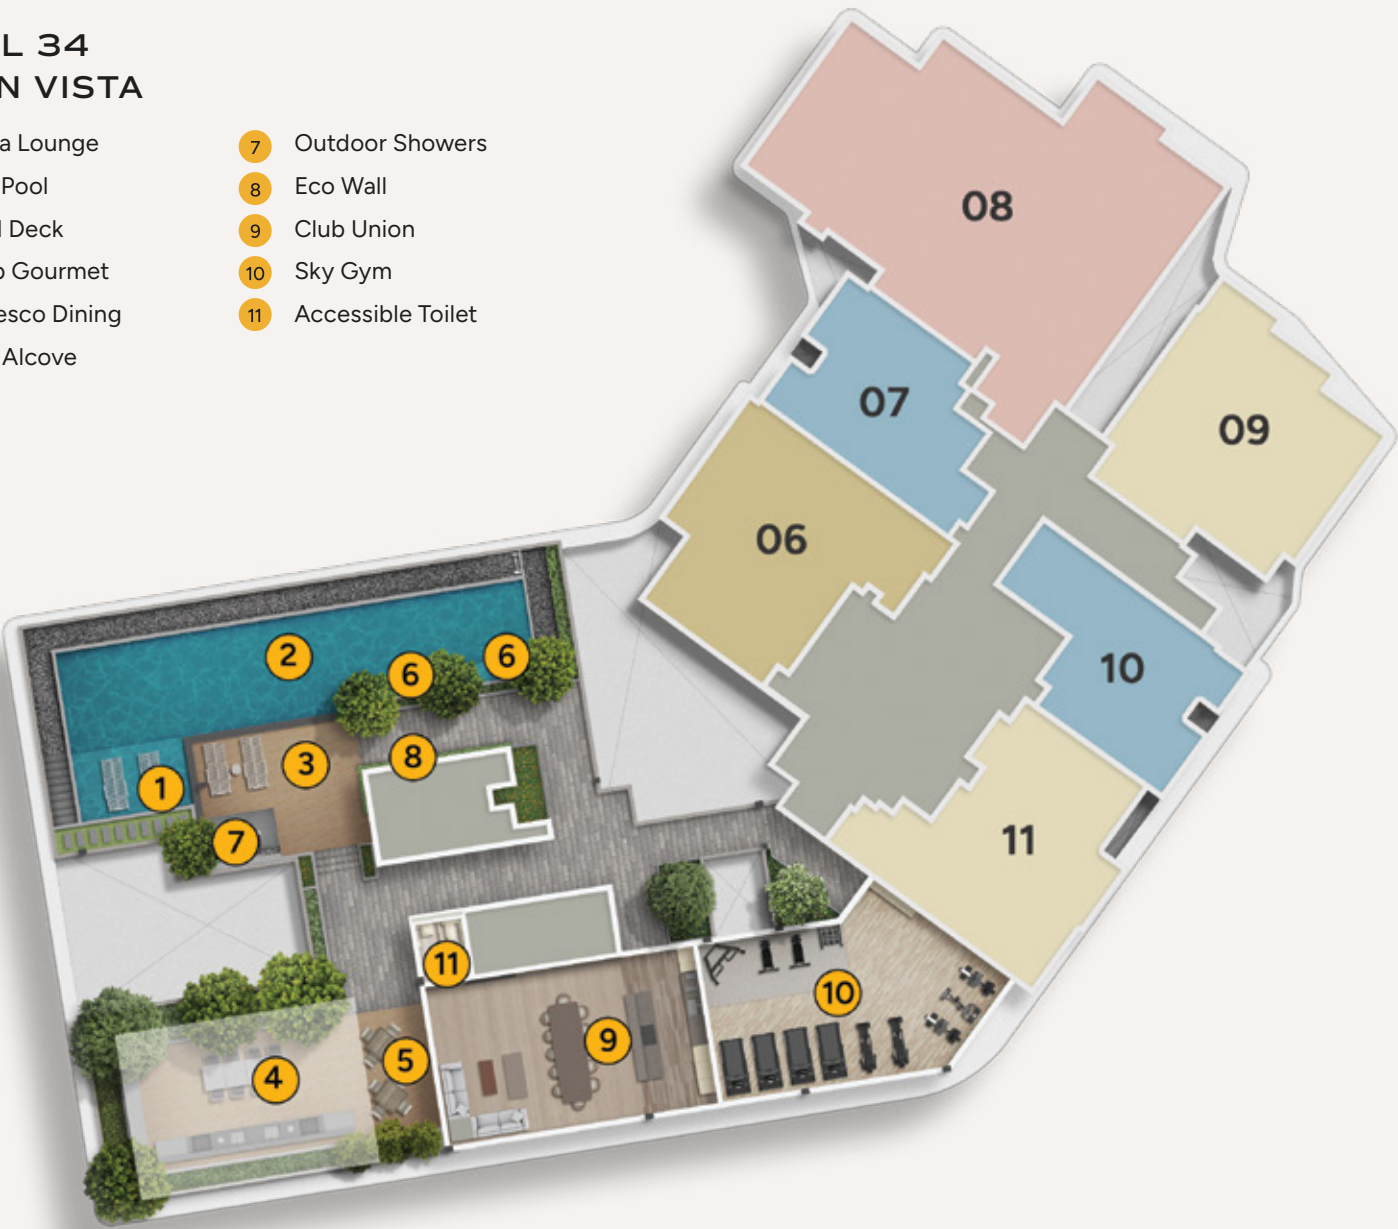 L 34
N VISTA
a Lounge
Pool
l Deck
o Gourmet
esco Dining
Alcove
7 Outdoor Showers
8 Eco Wall
9 Club Union
10 Sky Gym
11 Accessible Toilet
08
07
09
06
10
11
2
6
6
8
3
1
7
11
10
9
5
4